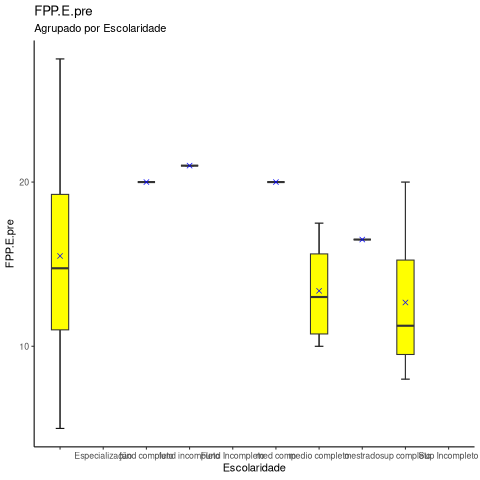 FPP.E.pre
Agrupado por Escolaridade
20
10
FPP.E.pre
Especialização fund completo fund incompleto Fund Incompleto med comp medio completo mestrado sup completo Sup Incompleto
Escolaridade